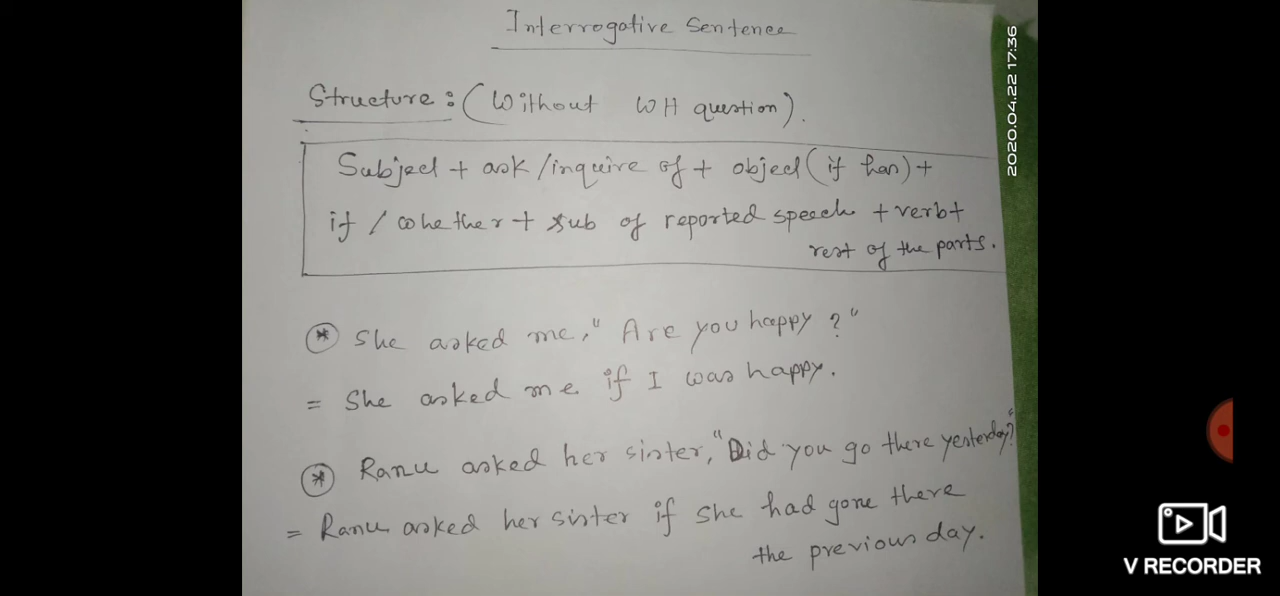 Interrogative Sentence
Structure : (Without WH question).
Subject + ask /inquire of + object (if has) +
if / whether + sub of reported speech + verb +
rest of the parts.
* She asked me, "Are you happy ?"
= She asked me if I was happy.
* Ranu asked her sister, "Did you go there yesterday?"
= Ranu asked her sister if she had gone there
the previous day.
2020.04.22 17:36
V RECORDER